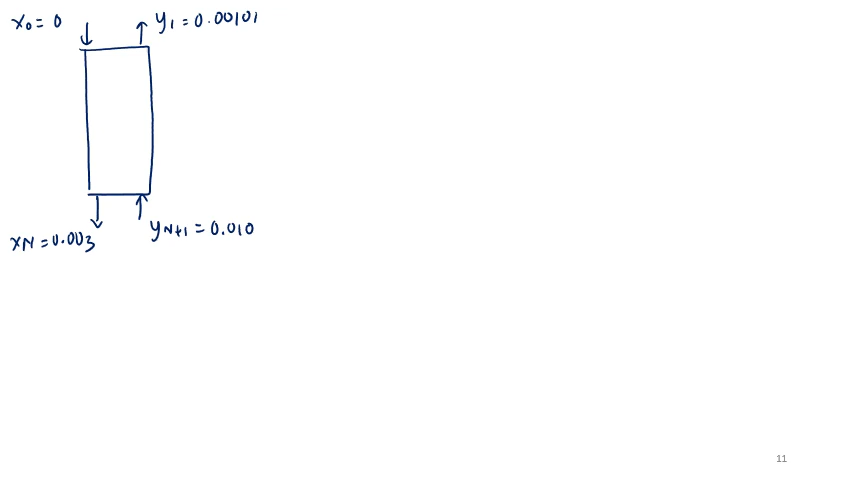 x₀ = 0
y₁ = 0.00101
xN = 0.003
yN+1 = 0.010
11